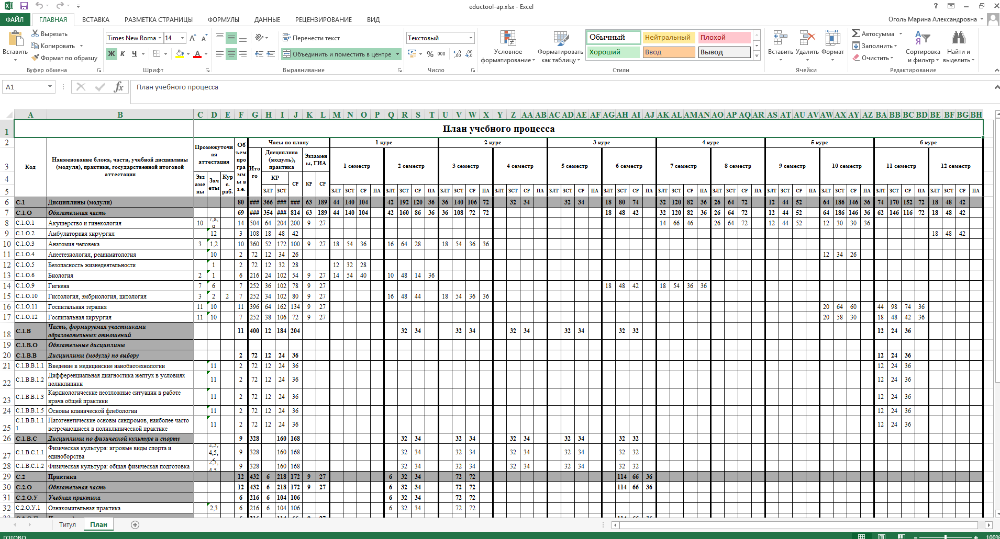 eductool-ap.xlsx - Excel
ФАЙЛ ГЛАВНАЯ ВСТАВКА РАЗМЕТКА СТРАНИЦЫ ФОРМУЛЫ ДАННЫЕ РЕЦЕНЗИРОВАНИЕ ВИД Оголь Марина Александровна
Вставить
Вырезать
Копировать
Формат по образцу
Буфер обмена
Times New Roma 14
Ж К Ч
Шрифт
Перенести текст
Объединить и поместить в центре
Выравнивание
Текстовый
% 000
Число
Условное форматирование
Форматировать как таблицу
Обычный Нейтральный Плохой
Хороший Ввод Вывод
Стили
Вставить Удалить Формат
Ячейки
Автосумма
Заполнить
Очистить
Сортировка и фильтр
Найти и выделить
Редактирование
A1 fx План учебного процесса
A B C D E F G H I J K L M N O P Q R S T U V W X Y Z AA AB AC AD AE AF AG AH AI AJ AK AL AM AN AO AP AQ AR AS AT AU AV AW AX AY AZ BA BB BC BD BE BF BG BH
1 План учебного процесса
2 Код Наименование блока, части, учебной дисциплины (модуля), практики, государственной итоговой аттестации Промежуточная аттестация Объем программы в з.е. Часы по плану 1 курс 2 курс 3 курс 4 курс 5 курс 6 курс
3 Итого Дисциплина (модуль), практика Экзамены, ГИА 1 семестр 2 семестр 3 семестр 4 семестр 5 семестр 6 семестр 7 семестр 8 семестр 9 семестр 10 семестр 11 семестр 12 семестр
4 Экзамены Зачеты Курс. раб. КР СР КР СР
5 ЗЛТ ЗСТ ЗЛТ ЗСТ СР ПА ЗЛТ ЗСТ СР ПА ЗЛТ ЗСТ СР ПА ЗЛТ ЗСТ СР ПА ЗЛТ ЗСТ СР ПА ЗЛТ ЗСТ СР ПА ЗЛТ ЗСТ СР ПА ЗЛТ ЗСТ СР ПА ЗЛТ ЗСТ СР ПА ЗЛТ ЗСТ СР ПА ЗЛТ ЗСТ СР ПА ЗЛТ ЗСТ СР ПА
6 С.1 Дисциплины (модули) 80 ### 366 ### ### 63 189 44 140 104 42 192 120 36 36 140 106 72 32 34 32 34 18 80 74 32 120 82 36 26 64 72 12 44 52 64 186 146 36 74 170 152 72 18 48 42
7 С.1.О Обязательная часть 69 ### 354 ### 814 63 189 44 140 104 42 160 86 36 36 108 72 72 18 48 42 32 120 82 36 26 64 72 12 44 52 64 186 146 36 62 146 116 72 18 48 42
8 С.1.О.1 Акушерство и гинекология 10 7,8, 9 14 504 64 204 200 9 27 14 66 46 26 64 72 12 44 52 12 30 30 36
9 С.1.О.2 Амбулаторная хирургия 12 3 108 18 48 42 18 48 42
10 С.1.О.3 Анатомия человека 3 1,2 10 360 52 172 100 9 27 18 54 36 16 64 28 18 54 36 36
11 С.1.О.4 Анестезиология, реаниматология 10 2 72 12 34 26 12 34 26
12 С.1.О.5 Безопасность жизнедеятельности 1 2 72 12 32 28 12 32 28
13 С.1.О.6 Биология 2 1 6 216 24 102 54 9 27 14 54 40 10 48 14 36
14 С.1.О.9 Гигиена 7 6 7 252 36 102 78 9 27 18 48 42 18 54 36 36
15 С.1.О.10 Гистология, эмбриология, цитология 3 2 2 7 252 34 102 80 9 27 16 48 44 18 54 36 36
16 С.1.О.11 Госпитальная терапия 11 10 11 396 64 162 134 9 27 20 64 60 44 98 74 36
17 С.1.О.12 Госпитальная хирургия 11 10 7 252 38 106 72 9 27 20 58 30 18 48 42 36
18 С.1.В Часть, формируемая участниками образовательных отношений 11 400 12 184 204 32 34 32 34 32 34 32 34 32 32 12 24 36
19 С.1.В.О Обязательные дисциплины
20 С.1.В.В Дисциплины (модули) по выбору 2 72 12 24 36 12 24 36
21 С.1.В.В.1.1 Введение в медицинские нанобиотехнологии 11 2 72 12 24 36 12 24 36
22 С.1.В.В.1.2 Дифференциальная диагностика желтух в условиях поликлиники 11 2 72 12 24 36 12 24 36
23 С.1.В.В.1.3 Кардиологические неотложные ситуации в работе врача общей практики 11 2 72 12 24 36 12 24 36
24 С.1.В.В.1.5 Основы клинической флебологии 11 2 72 12 24 36 12 24 36
25 С.1.В.В.1.11 Патогенетические основы синдромов, наиболее часто встречающиеся в поликлинической практике 11 2 72 12 24 36 12 24 36
26 С.1.В.С Дисциплины по физической культуре и спорту 9 328 160 168 32 34 32 34 32 34 32 34 32 32
27 С.1.В.С.1.1 Физическая культура: игровые виды спорта и единоборства 2,3, 4,5, 9 328 160 168 32 34 32 34 32 34 32 34 32 32
28 С.1.В.С.1.2 Физическая культура: общая физическая подготовка 2,3, 4,5 9 328 160 168 32 34 32 34 32 34 32 34 32 32
29 С.2 Практика 12 432 6 218 172 9 27 6 32 34 72 72 114 66 36
30 С.2.О Обязательная часть 12 432 6 218 172 9 27 6 32 34 72 72 114 66 36
31 С.2.О.У Учебная практика 6 216 6 104 106 6 32 34 72 72
32 С.2.О.У.1 Ознакомительная практика 2,3 6 216 6 104 106 6 32 34 72 72
Титул План
ГОТОВО 100%